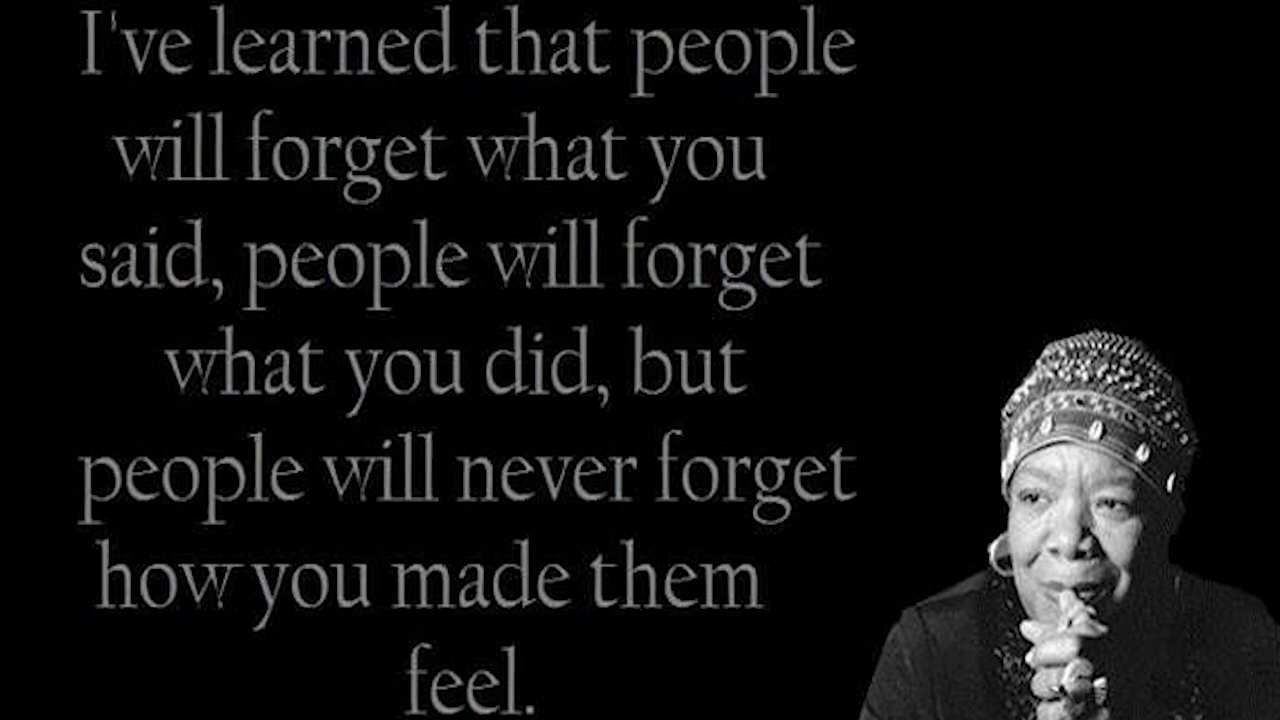 I've learned that people
will forget what you
said, people will forget
what you did, but
people will never forget
how you made them
feel.